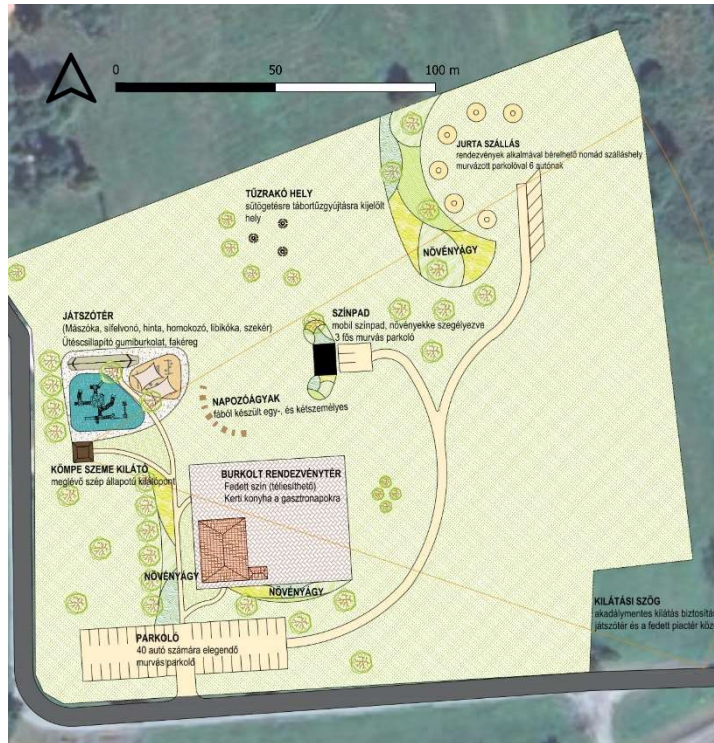 0 50 100 m
JURTA SZÁLLÁS
rendezvények alkalmával bérelhető nomád szálláshely
murvázott parkolóval 6 autónak
TŰZRAKÓ HELY
sütögetésre tábortűzgyújtásra kijelölt
hely
NÖVÉNYÁGY
JÁTSZÓTÉR
(Mászóka, sífelvonó, hinta, homokozó, libikóka, szekér)
Ütéscsillapító gumiburkolat, fakéreg
SZÍNPAD
mobil színpad, növényekke szegélyezve
3 fős murvás parkoló
NAPOZÓÁGYAK
fából készült egy-, és kétszemélyes
KÖMPE SZEME KILÁTÓ
meglévő szép állapotú kilátópont
BURKOLT RENDEZVÉNYTÉR
Fedett szín (téliesíthető)
Kerti konyha a gasztronapokra
NÖVÉNYÁGY
NÖVÉNYÁGY
KILÁTÁSI SZÖG
akadálymentes kilátás biztosítá
játszótér és a fedett piactér köz
PARKOLÓ
40 autó számára elegendő
murvás parkoló